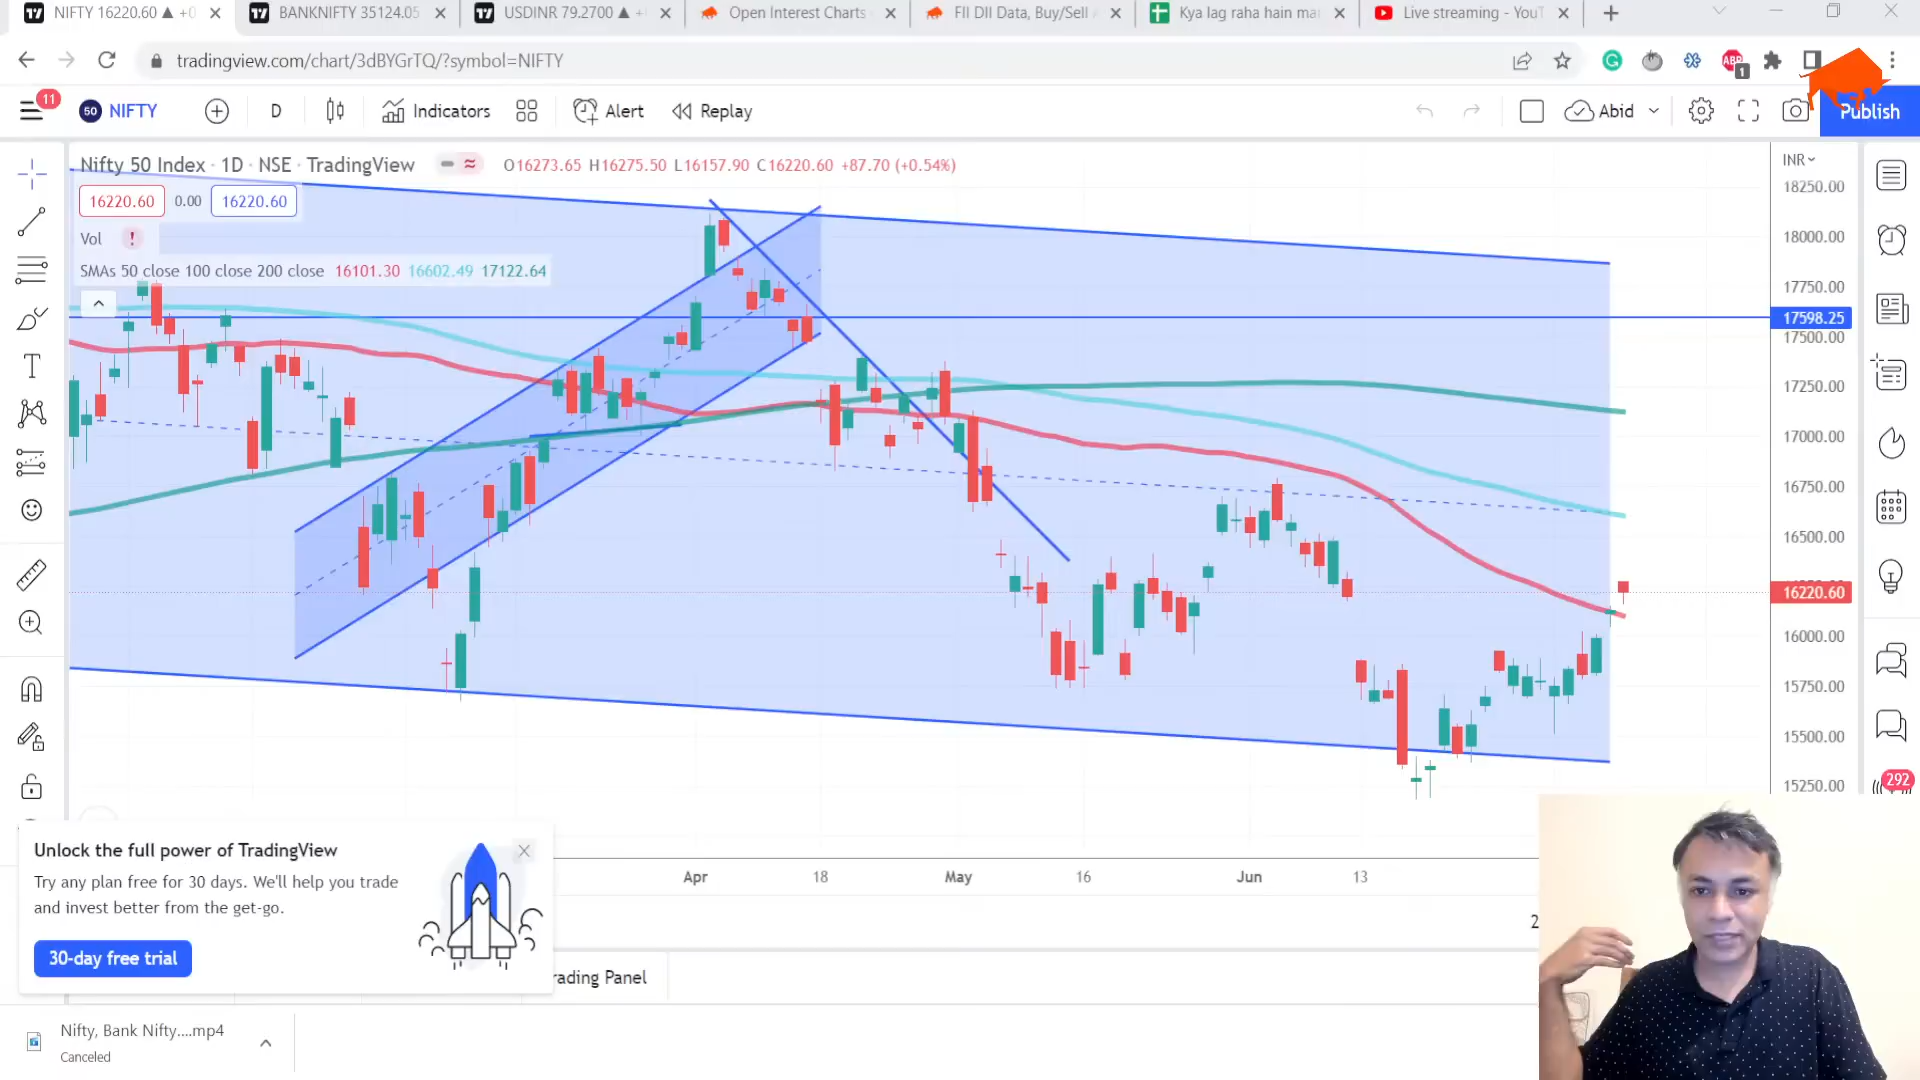 NIFTY 16220.60 ▲ +0
BANKNIFTY 35124.05
USDINR 79.2700 ▲ +
Open Interest Charts
FII DII Data, Buy/Sell
Kya lag raha hain mar
Live streaming - YouT
tradingview.com/chart/3dBYGrTQ/?symbol=NIFTY
ABP
1
11
50 NIFTY
D
Indicators
Alert
Replay
Abid
Publish
Nifty 50 Index · 1D · NSE · TradingView
O16273.65 H16275.50 L16157.90 C16220.60 +87.70 (+0.54%)
INR
16220.60 0.00 16220.60
Vol
SMAs 50 close 100 close 200 close 16101.30 16602.49 17122.64
18250.00
18000.00
17750.00
17598.25
17500.00
17250.00
17000.00
16750.00
16500.00
16220.60
16000.00
15750.00
15500.00
15250.00
292
Unlock the full power of TradingView
Try any plan free for 30 days. We'll help you trade
and invest better from the get-go.
30-day free trial
Apr 18 May 16 Jun 13
2
rading Panel
Nifty, Bank Nifty....mp4
Canceled